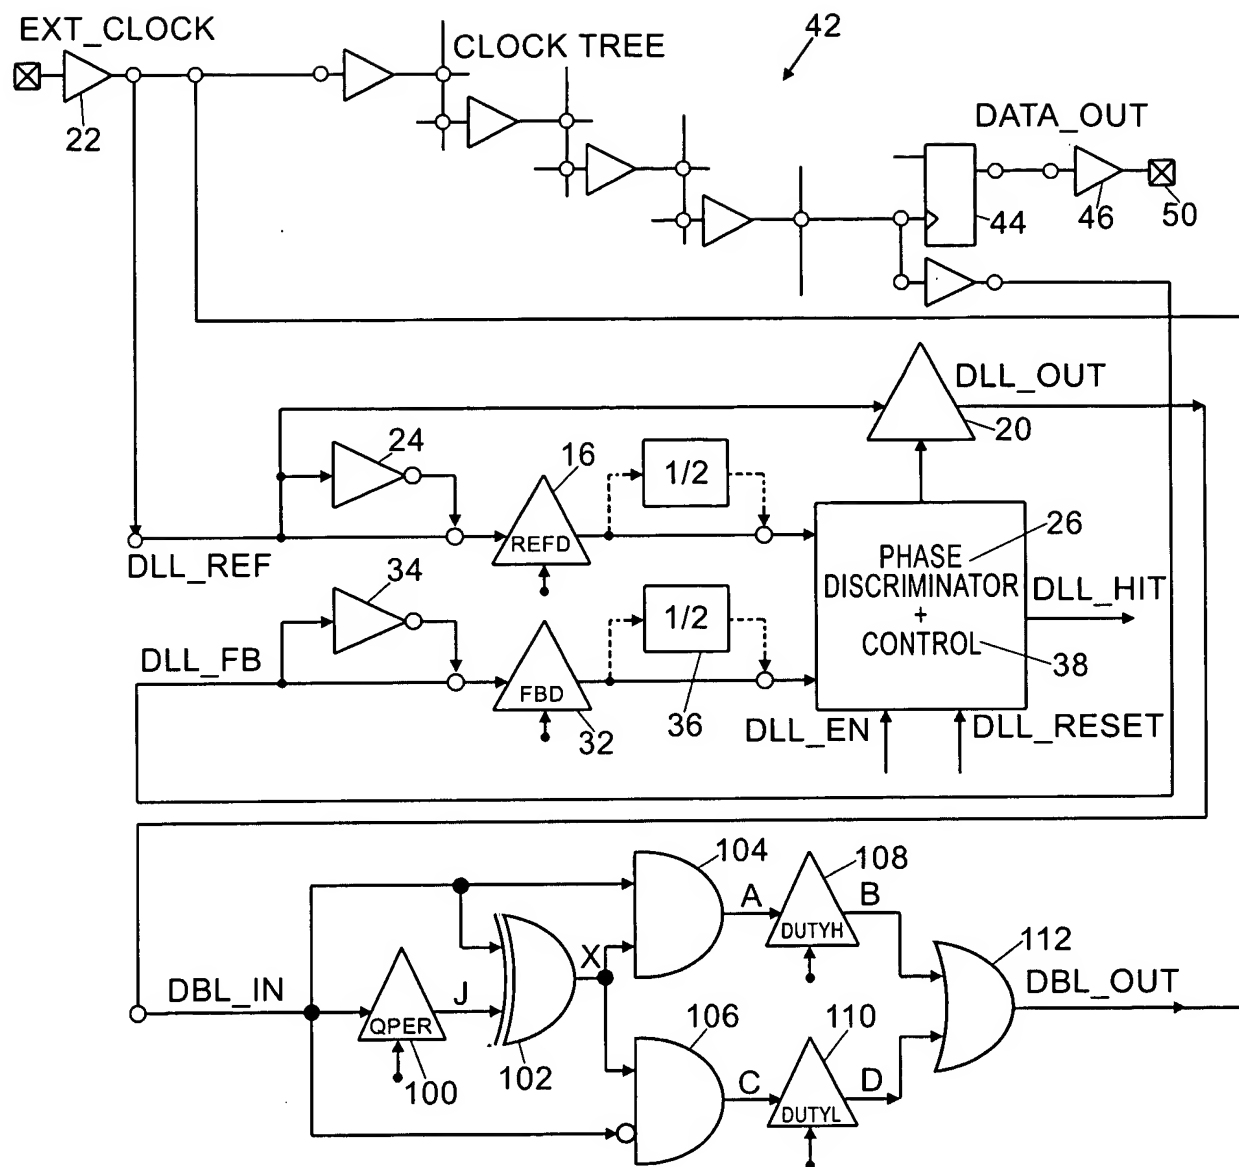 EXT_CLOCK
CLOCK TREE
42
22
DATA_OUT
44
46
50
DLL_OUT
20
24
16
1/2
REFD
DLL_REF
26
PHASE
DISCRIMINATOR
+
CONTROL
38
DLL_HIT
34
1/2
DLL_FB
FBD
32
36
DLL_EN
DLL_RESET
104
108
A
B
DUTYH
112
X
DBL_IN
J
DBL_OUT
QPER
100
102
106
110
C
D
DUTYL